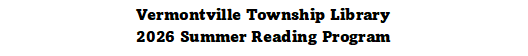 Vermontville Township Library
2026 Summer Reading Program